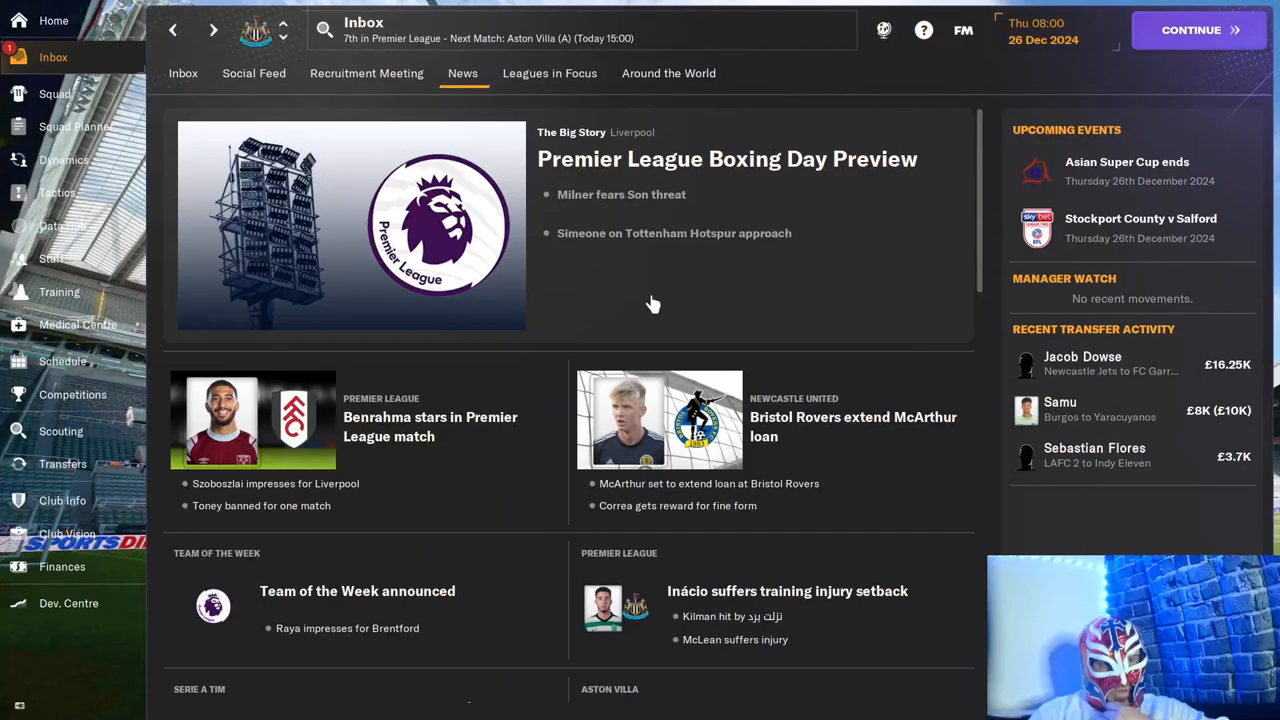 Home
Inbox
7th in Premier League - Next Match: Aston Villa (A) (Today 15:00)
FM
Thu 08:00
26 Dec 2024
CONTINUE
1
Inbox
Squad
Squad Planner
Dynamics
Tactics
Data Hub
Staff
Training
Medical Centre
Schedule
Competitions
Scouting
Transfers
Club Info
Club Vision
Finances
Dev. Centre
SPORTSDI
Inbox
Social Feed
Recruitment Meeting
News
Leagues in Focus
Around the World
Premier League
The Big Story Liverpool
Premier League Boxing Day Preview
Milner fears Son threat
Simeone on Tottenham Hotspur approach
PREMIER LEAGUE
Benrahma stars in Premier
League match
Szoboszlai impresses for Liverpool
Toney banned for one match
NEWCASTLE UNITED
Bristol Rovers extend McArthur
loan
McArthur set to extend loan at Bristol Rovers
Correa gets reward for fine form
TEAM OF THE WEEK
Team of the Week announced
Raya impresses for Brentford
PREMIER LEAGUE
Inácio suffers training injury setback
Kilman hit by نزلت برد
McLean suffers injury
SERIE A TIM
ASTON VILLA
UPCOMING EVENTS
Asian Super Cup ends
Thursday 26th December 2024
sky bet
EFL
Stockport County v Salford
Thursday 26th December 2024
MANAGER WATCH
No recent movements.
RECENT TRANSFER ACTIVITY
Jacob Dowse
Newcastle Jets to FC Garr...
£16.25K
Samu
Burgos to Yaracuyanos
£8K (£10K)
Sebastian Flores
LAFC 2 to Indy Eleven
£3.7K